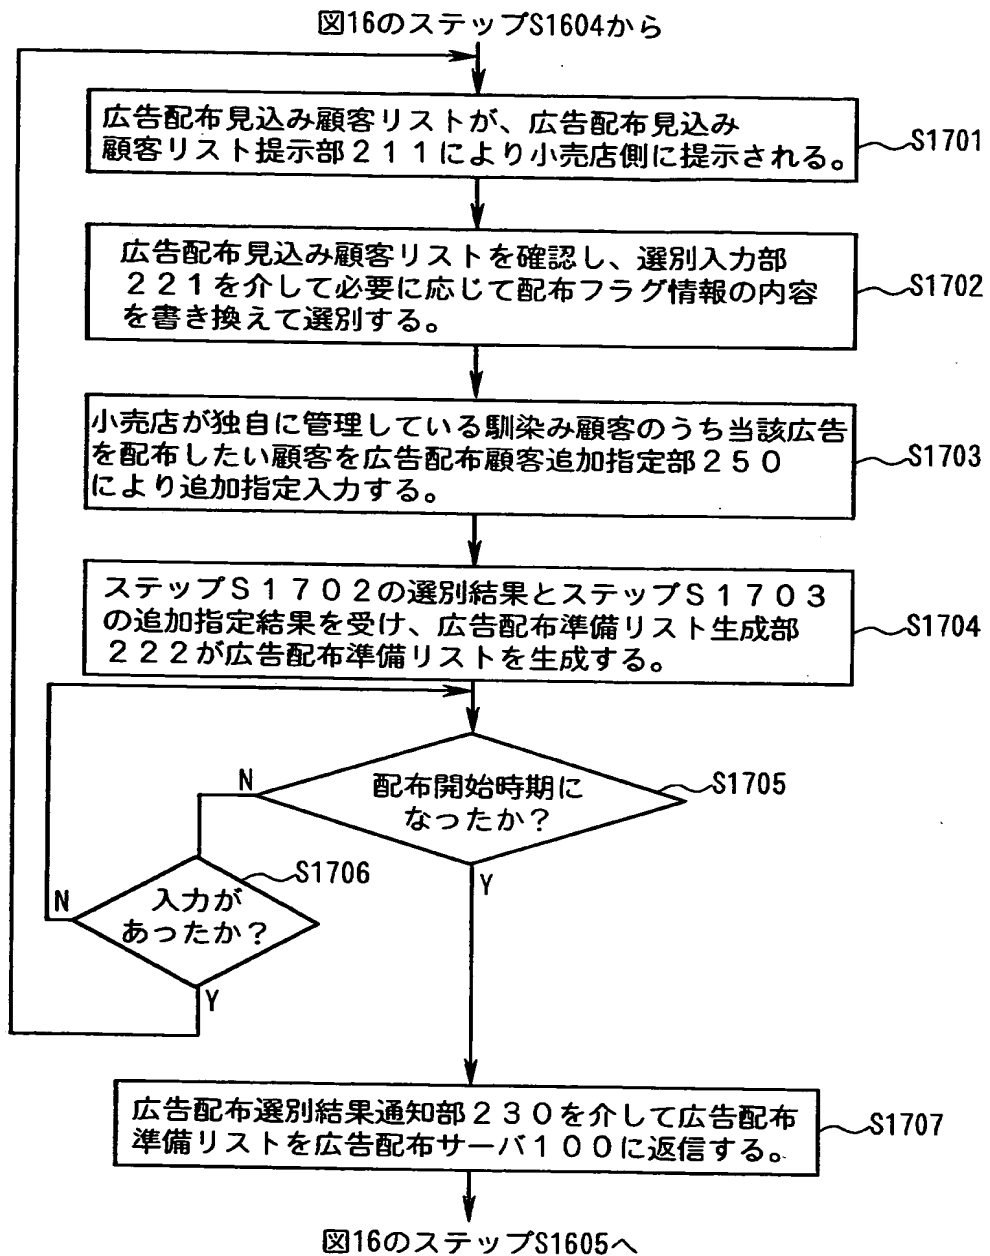 図16のステップS1604から
広告配布見込み顧客リストが、広告配布見込み
顧客リスト提示部211により小売店側に提示される。
S1701
広告配布見込み顧客リストを確認し、選別入力部
221を介して必要に応じて配布フラグ情報の内容
を書き換えて選別する。
S1702
小売店が独自に管理している馴染み顧客のうち当該広告
を配布したい顧客を広告配布顧客追加指定部250
により追加指定入力する。
S1703
ステップS1702の選別結果とステップS1703
の追加指定結果を受け、広告配布準備リスト生成部
222が広告配布準備リストを生成する。
S1704
N
配布開始時期に
なったか?
S1705
Y
S1706
N
入力が
あったか?
Y
広告配布選別結果通知部230を介して広告配布
準備リストを広告配布サーバ100に返信する。
S1707
図16のステップS1605へ